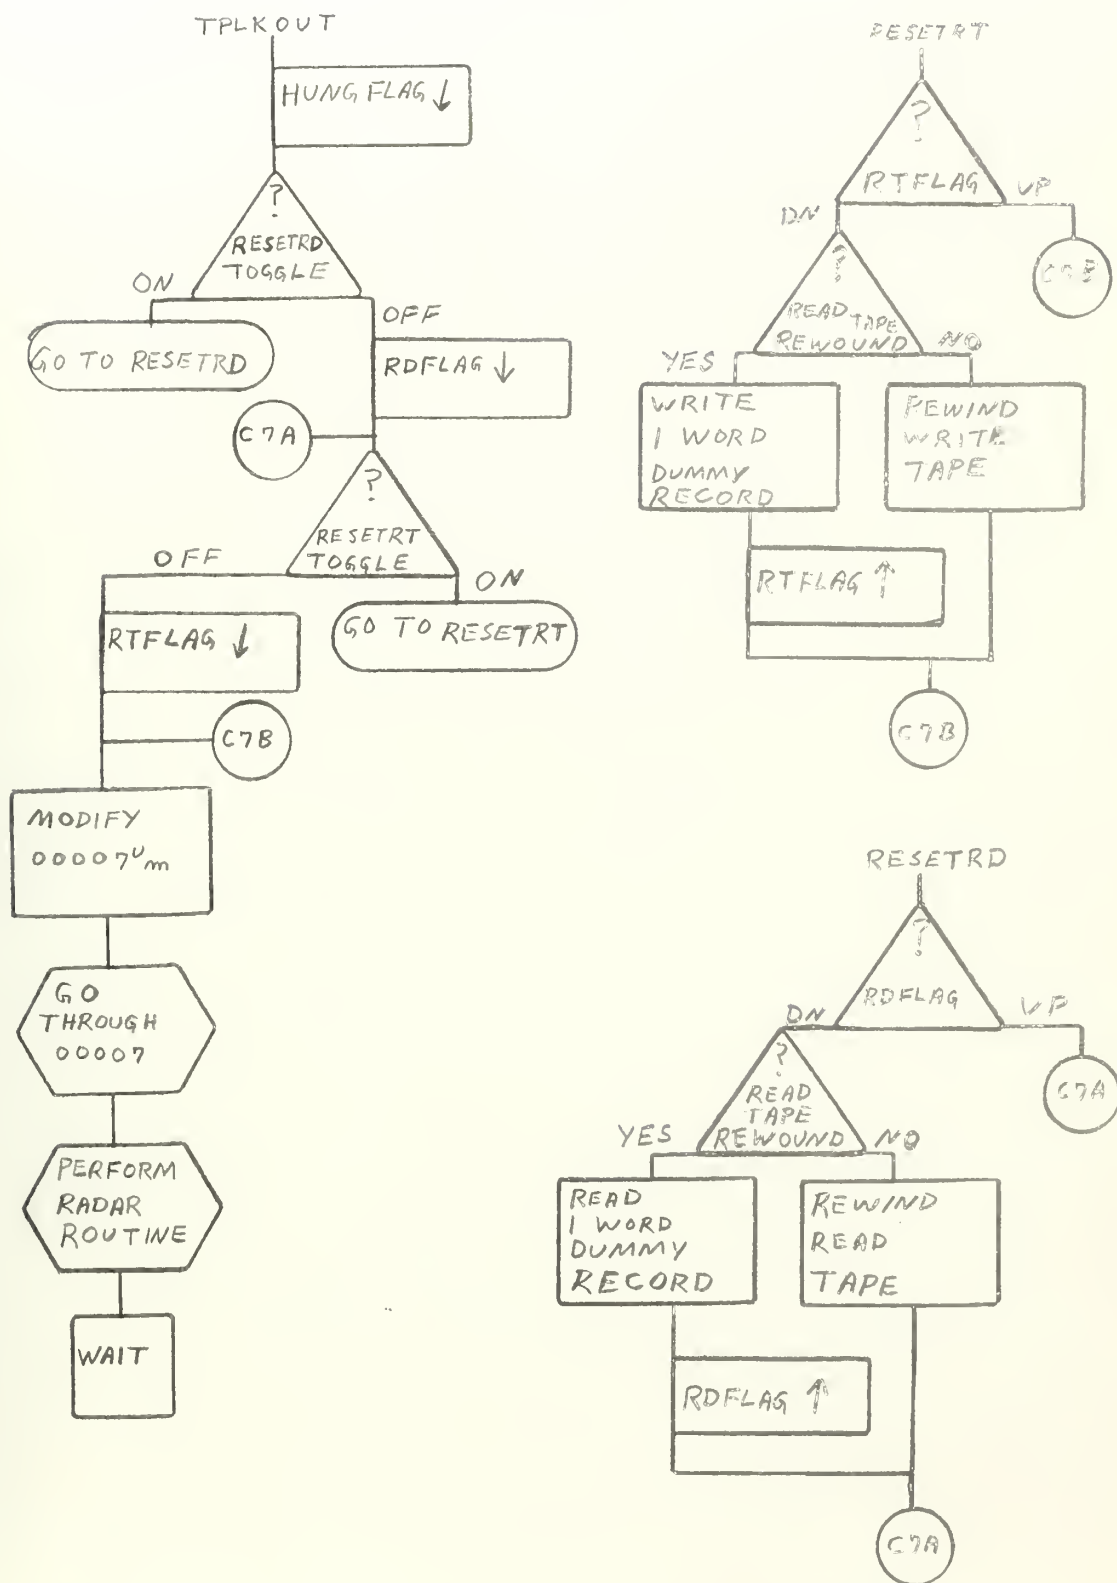 TPLKOUT
HUNGFLAG ↓
?
RESETRD
TOGGLE
ON
OFF
GO TO RESETRD
RDFLAG ↓
C7A
?
RESETRT
TOGGLE
OFF
ON
RTFLAG ↓
GO TO RESETRT
C7B
MODIFY
00007ᵁm
GO
THROUGH
00007
PERFORM
RADAR
ROUTINE
WAIT
RESETRT
?
RTFLAG
DN
UP
C7B
?
READ TAPE
REWOUND
YES
NO
WRITE
1 WORD
DUMMY
RECORD
REWIND
WRITE
TAPE
RTFLAG ↑
C7B
RESETRD
?
RDFLAG
DN
UP
C7A
?
READ
TAPE
REWOUND
YES
NO
READ
1 WORD
DUMMY
RECORD
REWIND
READ
TAPE
RDFLAG ↑
C7A